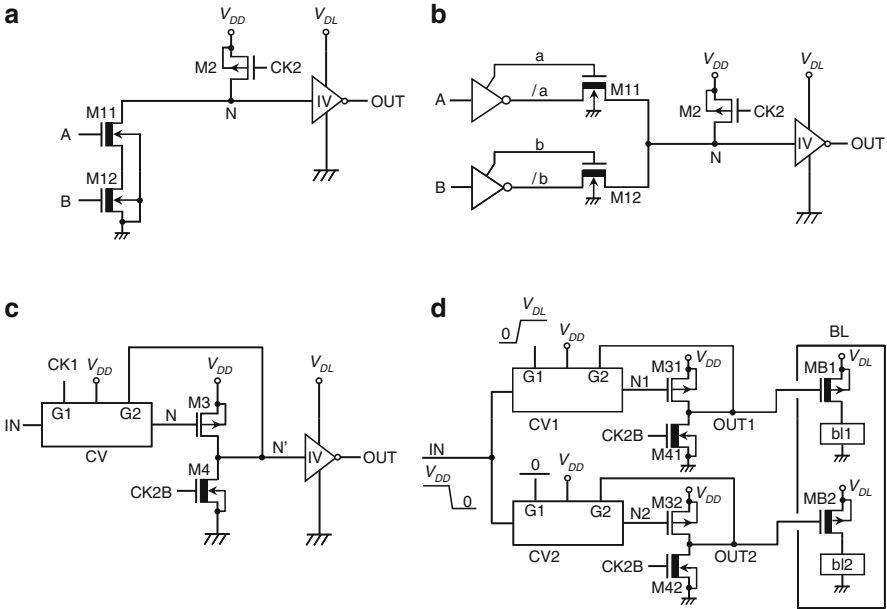 a
V_DD
V_DL
M2
CK2
IV
OUT
N
M11
A
M12
B
b
a
A
/a
M11
V_DD
V_DL
M2
CK2
b
N
IV
OUT
B
/b
M12
c
CK1
V_DD
V_DD
V_DL
G1
G2
M3
IN
N
CV
N'
IV
OUT
M4
CK2B
d
V_DL
0
V_DD
BL
G1
G2
N1
M31
V_DD
MB1
V_DL
CV1
CK2B
OUT1
bl1
M41
IN
V_DD
0
0
V_DD
G1
G2
N2
M32
V_DD
MB2
V_DL
CV2
CK2B
OUT2
bl2
M42